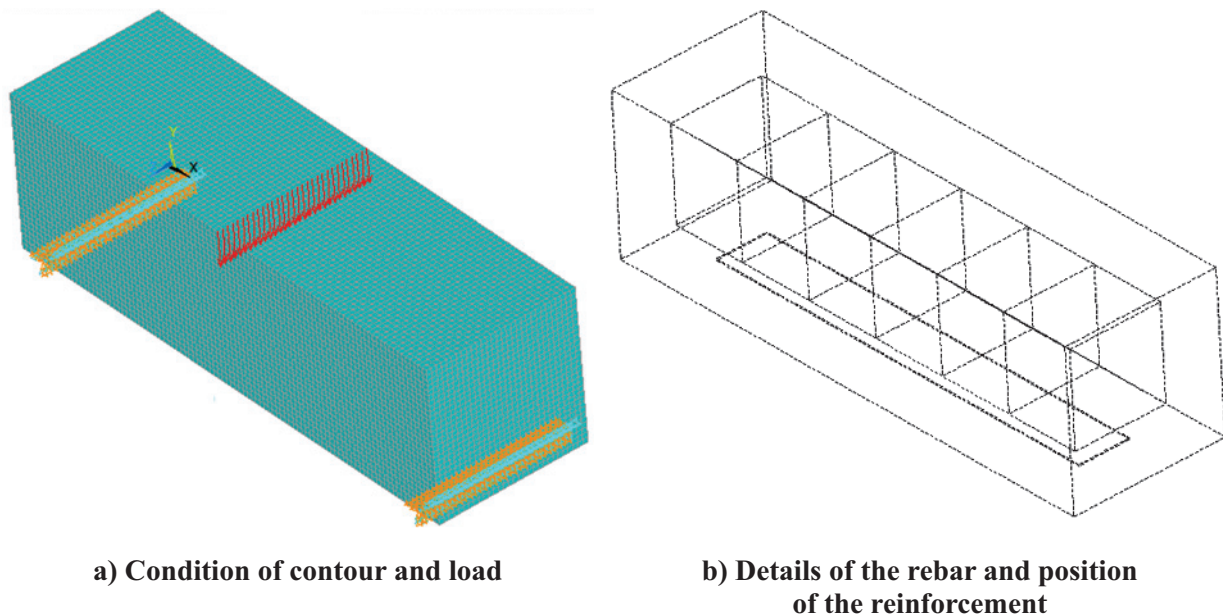 Y
X
a) Condition of contour and load
b) Details of the rebar and position
of the reinforcement